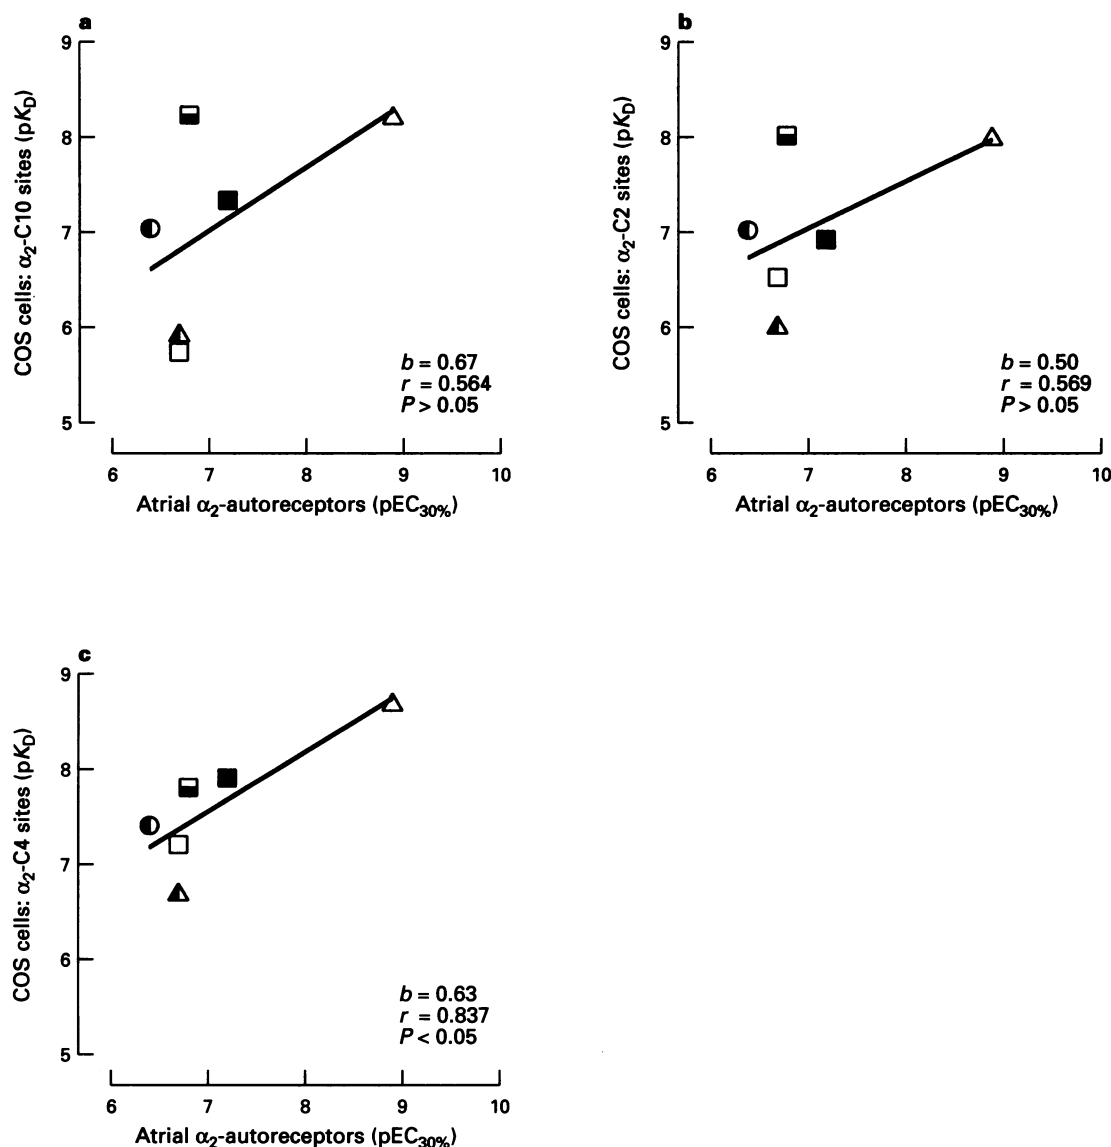 a
9
8
7
6
5
COS cells: α₂-C10 sites (pK_D)
b = 0.67
r = 0.564
P > 0.05
6 7 8 9 10
Atrial α₂-autoreceptors (pEC₃₀%)
b
9
8
7
6
5
COS cells: α₂-C2 sites (pK_D)
b = 0.50
r = 0.569
P > 0.05
6 7 8 9 10
Atrial α₂-autoreceptors (pEC₃₀%)
c
9
8
7
6
5
COS cells: α₂-C4 sites (pK_D)
b = 0.63
r = 0.837
P < 0.05
6 7 8 9 10
Atrial α₂-autoreceptors (pEC₃₀%)